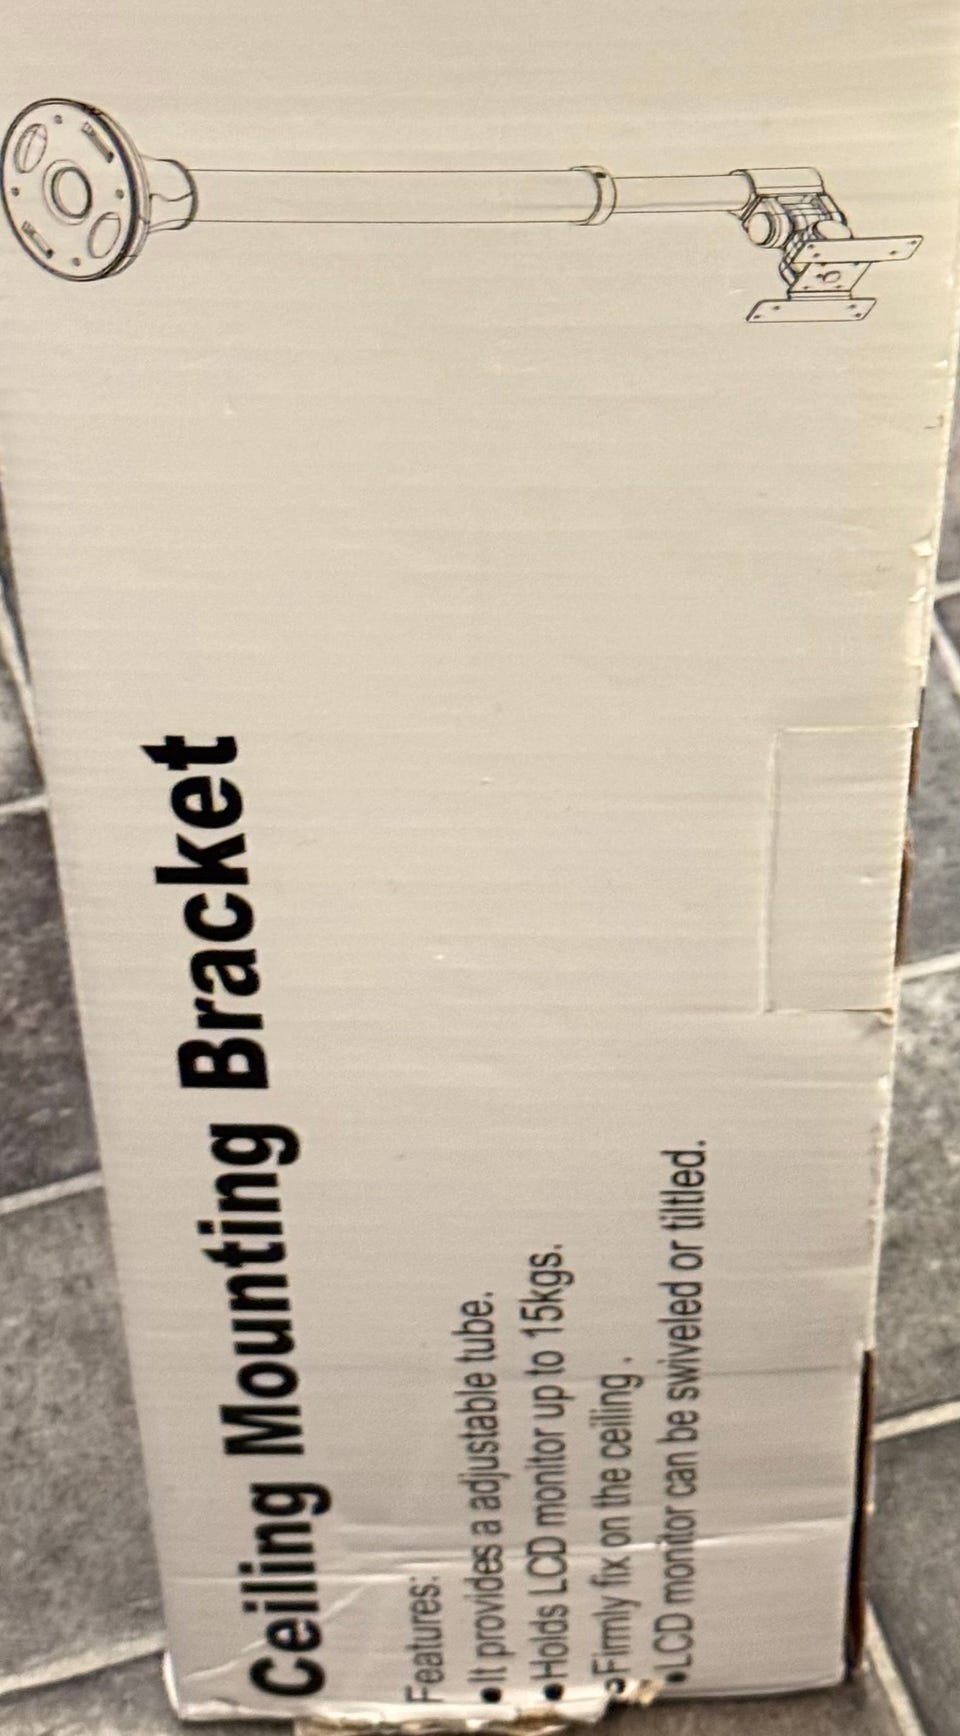 Ceiling Mounting Bracket
Features:
•It provides a adjustable tube.
•Holds LCD monitor up to 15kgs.
•Firmly fix on the ceiling .
•LCD monitor can be swiveled or tiltled.